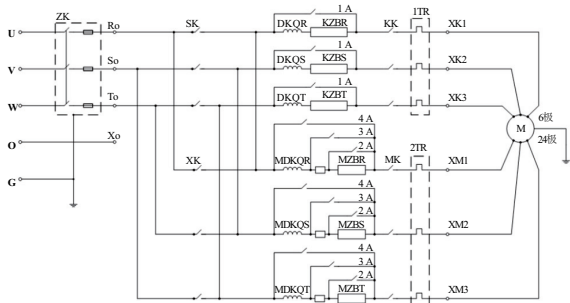 ZK Ro SK 1 A KK 1TR XK1
U DKQR KZBR
So 1 A XK2
V DKQS KZBS
To 1 A XK3
W DKQT KZBT
6极
M
24极
O Xo
4 A
3 A
2 A
XK MDKQR MZBR MK 2TR XM1
G
4 A
3 A
2 A
MDKQS MZBS XM2
4 A
3 A
2 A
MDKQT MZBT XM3